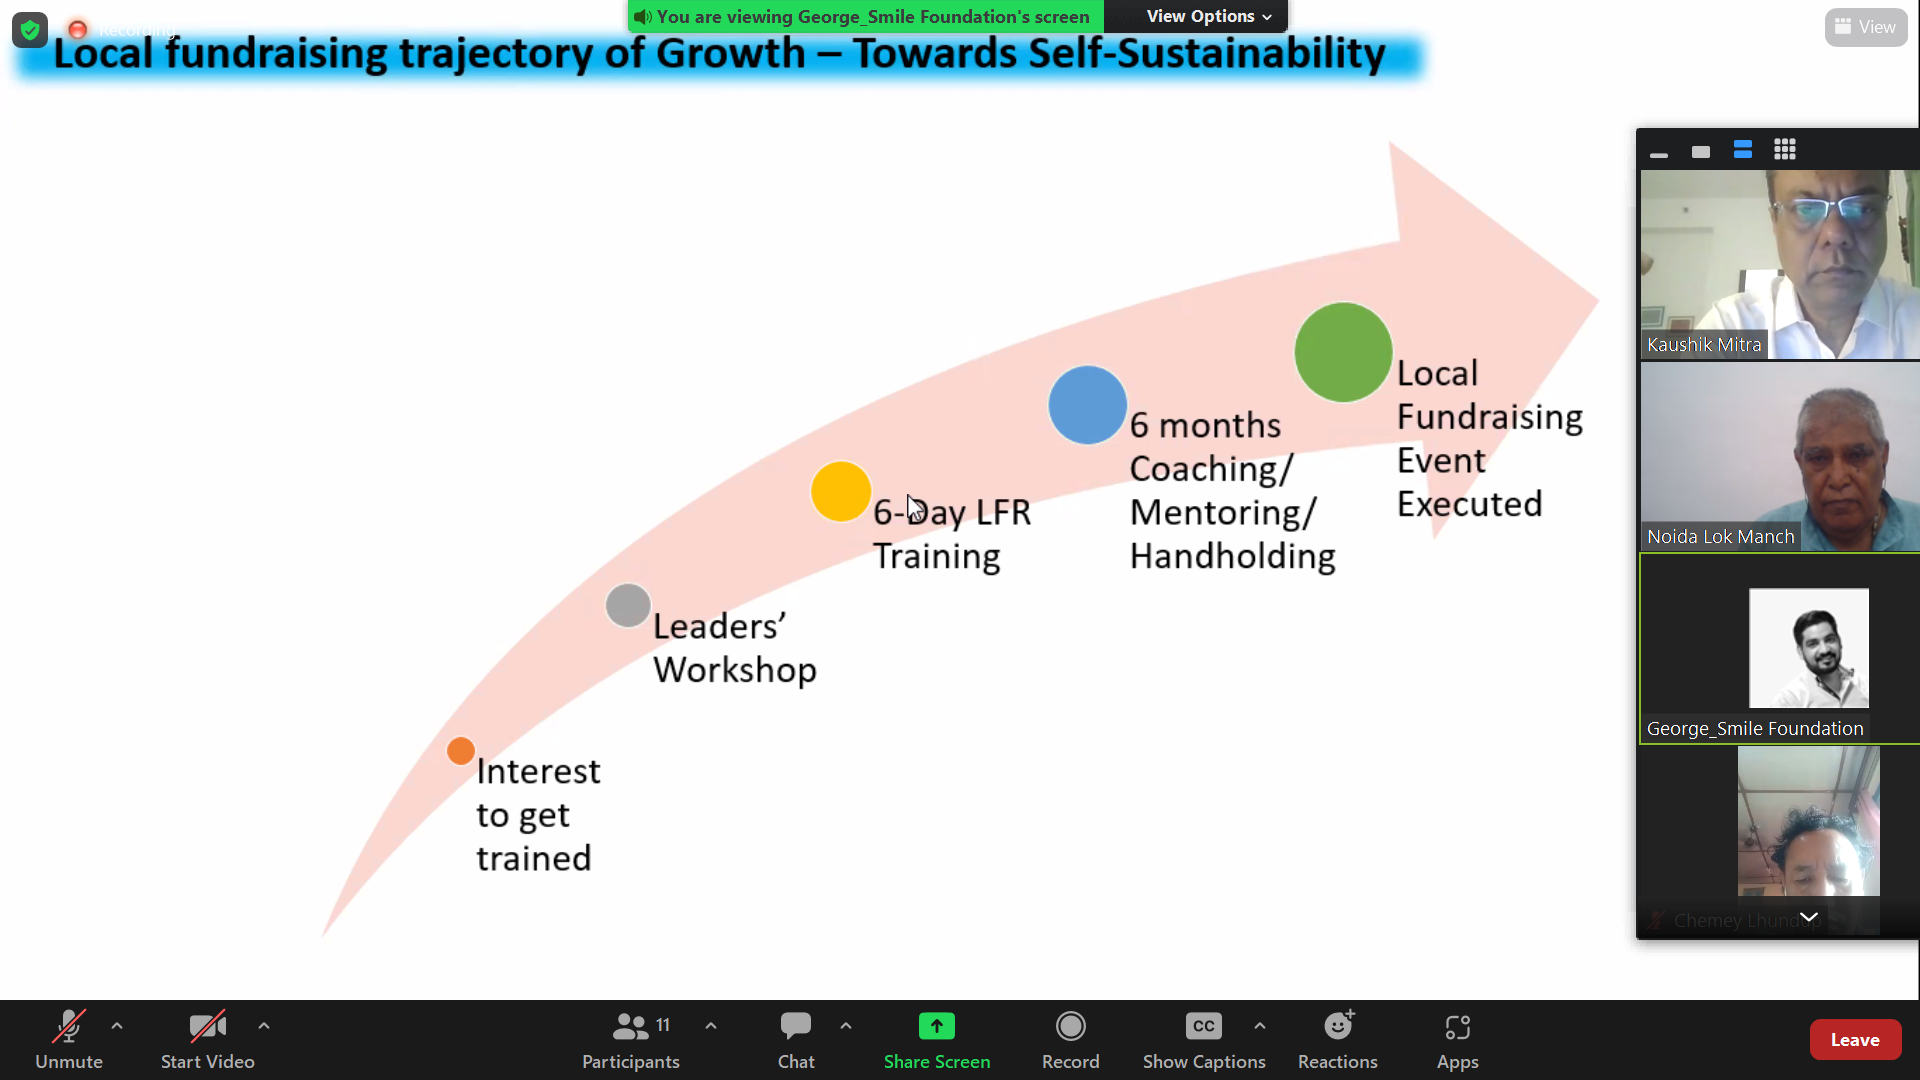 Recording
You are viewing George_Smile Foundation's screen
View Options
View
Local fundraising trajectory of Growth – Towards Self-Sustainability
Interest
to get
trained
Leaders’
Workshop
6-Day LFR
Training
6 months
Coaching/
Mentoring/
Handholding
Local
Fundraising
Event
Executed
Kaushik Mitra
Noida Lok Manch
George_Smile Foundation
Chemey Lhundup
Unmute
Start Video
11
Participants
Chat
Share Screen
Record
CC
Show Captions
Reactions
Apps
Leave